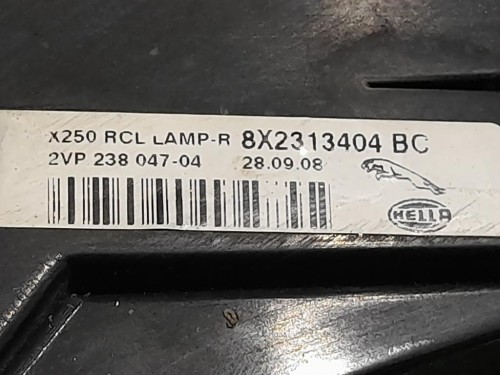 X250 RCL LAMP-R 8X2313404 BC
2VP 238 047-04 28.09.08
HELLA